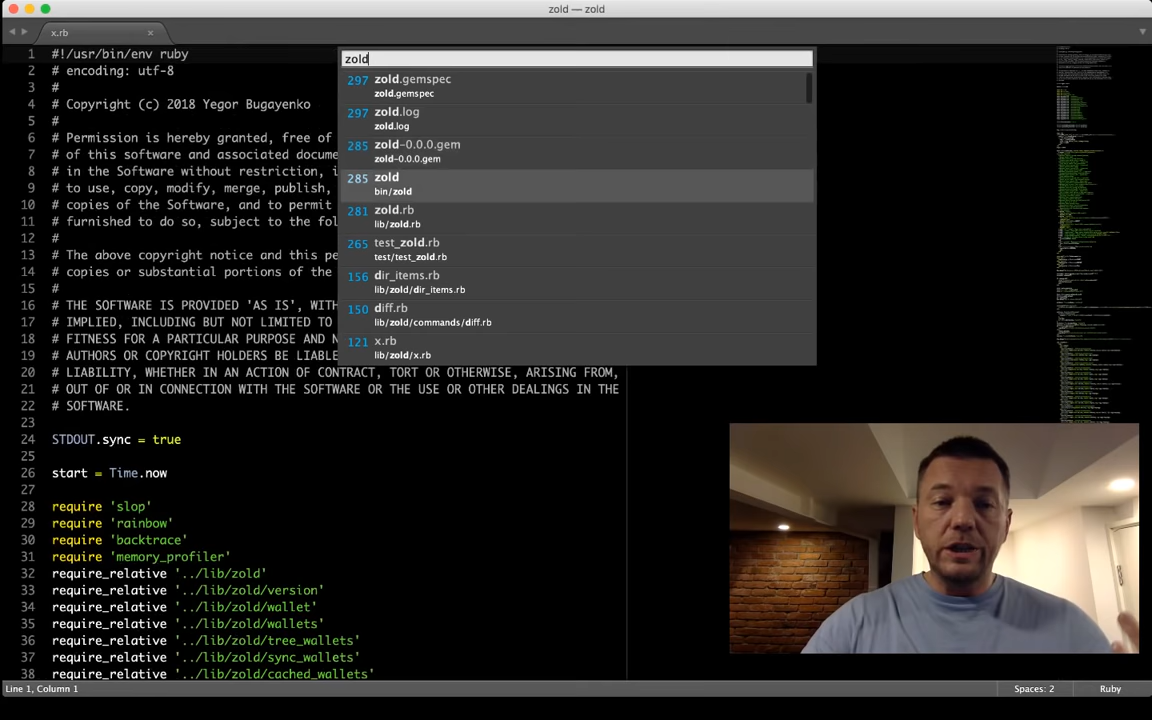 zold — zold
x.rb
zold
297 zold.gemspec
zold.gemspec
297 zold.log
zold.log
285 zold-0.0.0.gem
zold-0.0.0.gem
285 zold
bin/zold
281 zold.rb
lib/zold.rb
265 test_zold.rb
test/test_zold.rb
156 dir_items.rb
lib/zold/dir_items.rb
150 diff.rb
lib/zold/commands/diff.rb
121 x.rb
lib/zold/x.rb
1 #!/usr/bin/env ruby
2 # encoding: utf-8
3 #
4 # Copyright (c) 2018 Yegor Bugayenko
5 #
6 # Permission is hereby granted, free of
7 # of this software and associated docume
8 # in the Software without restriction, i
9 # to use, copy, modify, merge, publish,
10 # copies of the Software, and to permit
11 # furnished to do so, subject to the fol
12 #
13 # The above copyright notice and this pe
14 # copies or substantial portions of the
15 #
16 # THE SOFTWARE IS PROVIDED 'AS IS', WITH
17 # IMPLIED, INCLUDING BUT NOT LIMITED TO
18 # FITNESS FOR A PARTICULAR PURPOSE AND N
19 # AUTHORS OR COPYRIGHT HOLDERS BE LIABLE
20 # LIABILITY, WHETHER IN AN ACTION OF CONTRACT, TORT OR OTHERWISE, ARISING FROM,
21 # OUT OF OR IN CONNECTION WITH THE SOFTWARE OR THE USE OR OTHER DEALINGS IN THE
22 # SOFTWARE.
23
24 STDOUT.sync = true
25
26 start = Time.now
27
28 require 'slop'
29 require 'rainbow'
30 require 'backtrace'
31 require 'memory_profiler'
32 require_relative '../lib/zold'
33 require_relative '../lib/zold/version'
34 require_relative '../lib/zold/wallet'
35 require_relative '../lib/zold/wallets'
36 require_relative '../lib/zold/tree_wallets'
37 require_relative '../lib/zold/sync_wallets'
38 require_relative '../lib/zold/cached_wallets'
Line 1, Column 1
Spaces: 2
Ruby